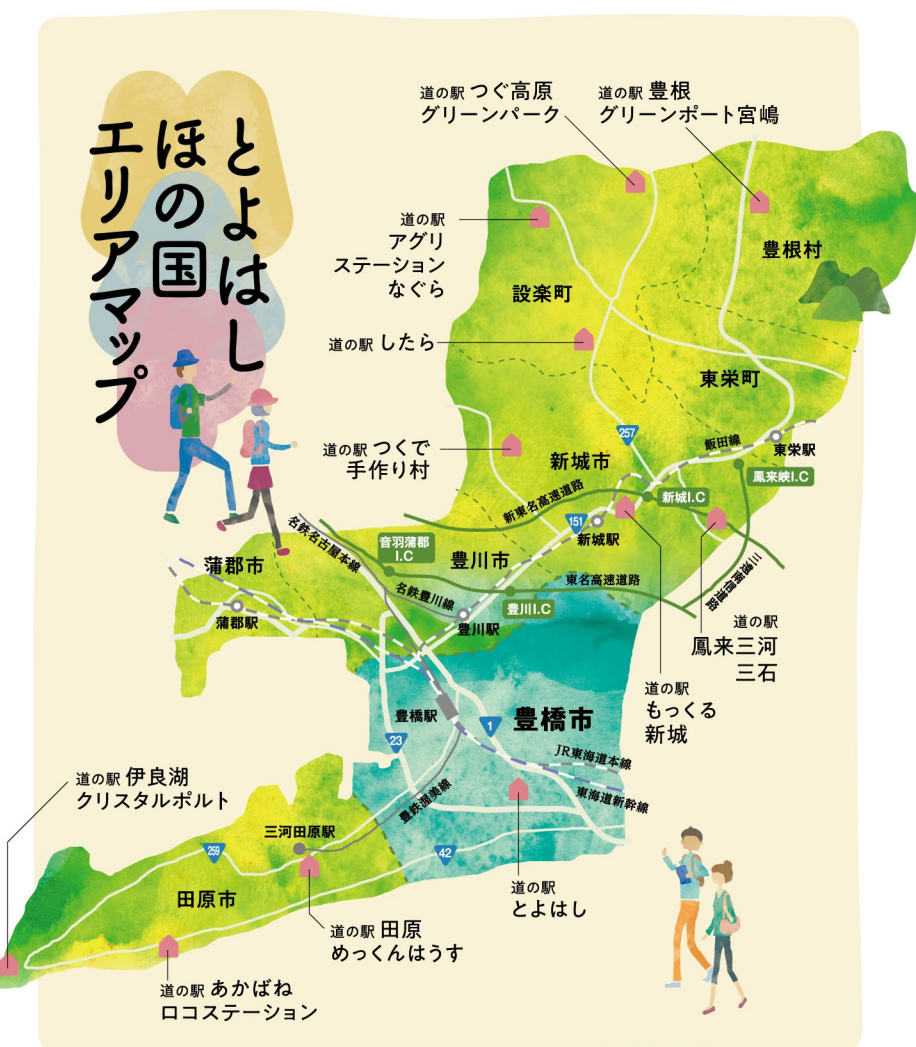 とよはし
ほの国
エリアマップ
道の駅 つぐ高原
グリーンパーク
道の駅 豊根
グリーンポート宮嶋
道の駅
アグリ
ステーション
なぐら
豊根村
設楽町
道の駅 したら
東栄町
257
飯田線
東栄駅
道の駅 つくで
手作り村
新城市
鳳来峡I.C
新東名高速道路
新城I.C
151
新城駅
名鉄名古屋本線
音羽蒲郡
I.C
豊川市
蒲郡市
東名高速道路
三遠南信道路
名鉄豊川線
豊川I.C
蒲郡駅
豊川駅
道の駅
鳳来三河
三石
道の駅
もっくる
新城
豊橋駅
豊橋市
1
23
JR東海道本線
東海道新幹線
道の駅 伊良湖
クリスタルポルト
豊鉄渥美線
三河田原駅
259
42
田原市
道の駅
とよはし
道の駅 田原
めっくんはうす
道の駅 あかばね
ロコステーション